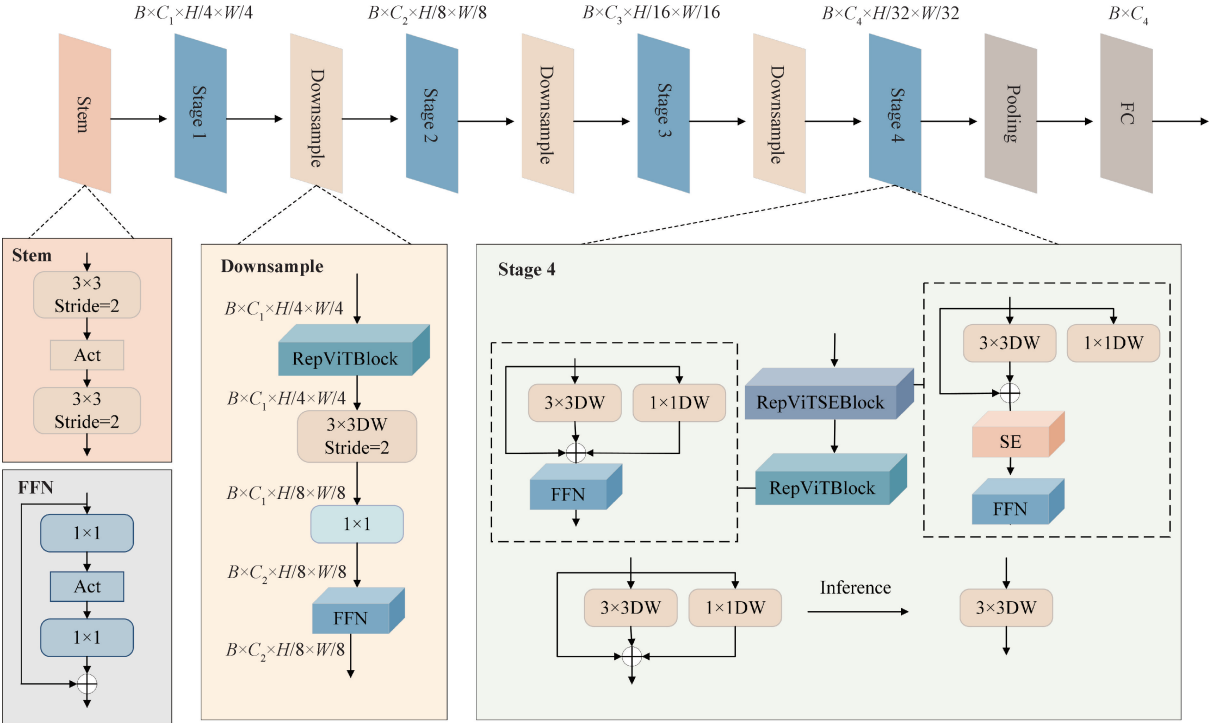 B×C₁×H/4×W/4
B×C₂×H/8×W/8
B×C₃×H/16×W/16
B×C₄×H/32×W/32
B×C₄
Stem
Stage 1
Downsample
Stage 2
Downsample
Stage 3
Downsample
Stage 4
Pooling
FC
Stem
3×3
Stride=2
Act
3×3
Stride=2
FFN
1×1
Act
1×1
Downsample
B×C₁×H/4×W/4
RepViTBlock
B×C₁×H/4×W/4
3×3DW
Stride=2
B×C₁×H/8×W/8
1×1
B×C₂×H/8×W/8
FFN
B×C₂×H/8×W/8
Stage 4
3×3DW
1×1DW
FFN
RepViTSEBlock
RepViTBlock
3×3DW
1×1DW
SE
FFN
3×3DW
1×1DW
Inference
3×3DW